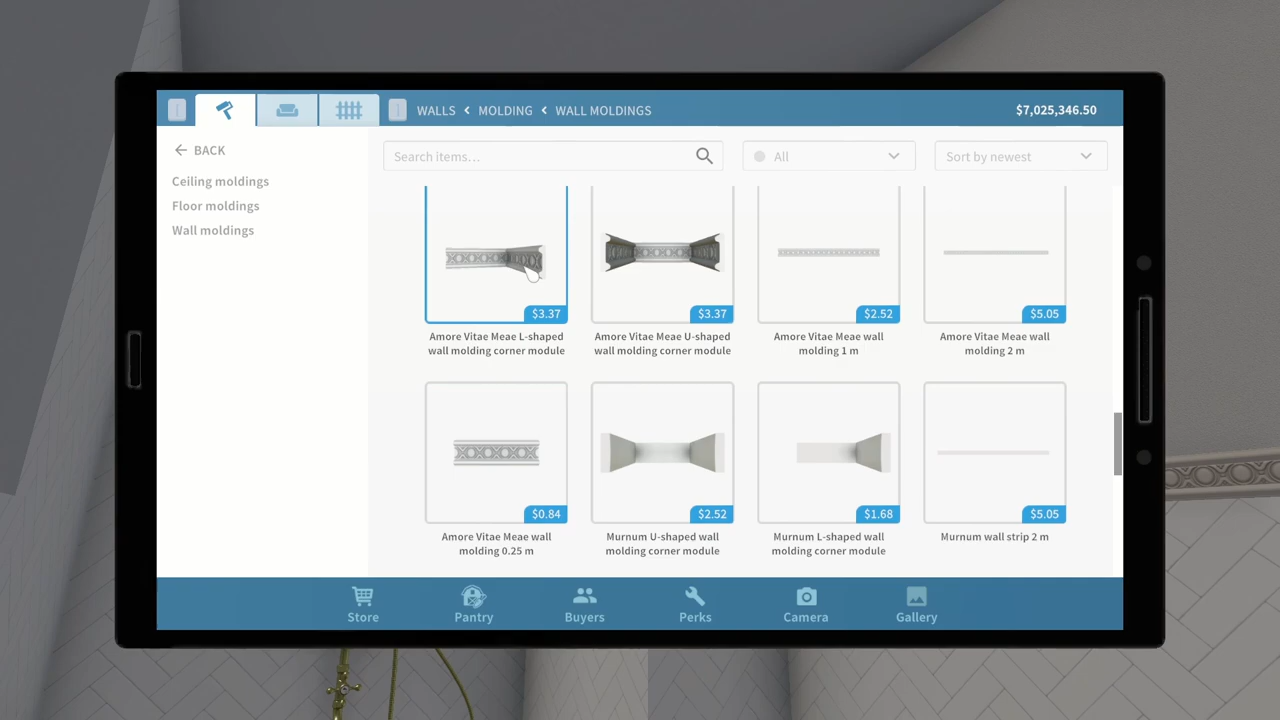 WALLS < MOLDING < WALL MOLDINGS
$7,025,346.50
BACK
Ceiling moldings
Floor moldings
Wall moldings
Search items...
All
Sort by newest
$3.37
Amore Vitae Meae L-shaped
wall molding corner module
$3.37
Amore Vitae Meae U-shaped
wall molding corner module
$2.52
Amore Vitae Meae wall
molding 1 m
$5.05
Amore Vitae Meae wall
molding 2 m
$0.84
Amore Vitae Meae wall
molding 0.25 m
$2.52
Murnum U-shaped wall
molding corner module
$1.68
Murnum L-shaped wall
molding corner module
$5.05
Murnum wall strip 2 m
Store
Pantry
Buyers
Perks
Camera
Gallery